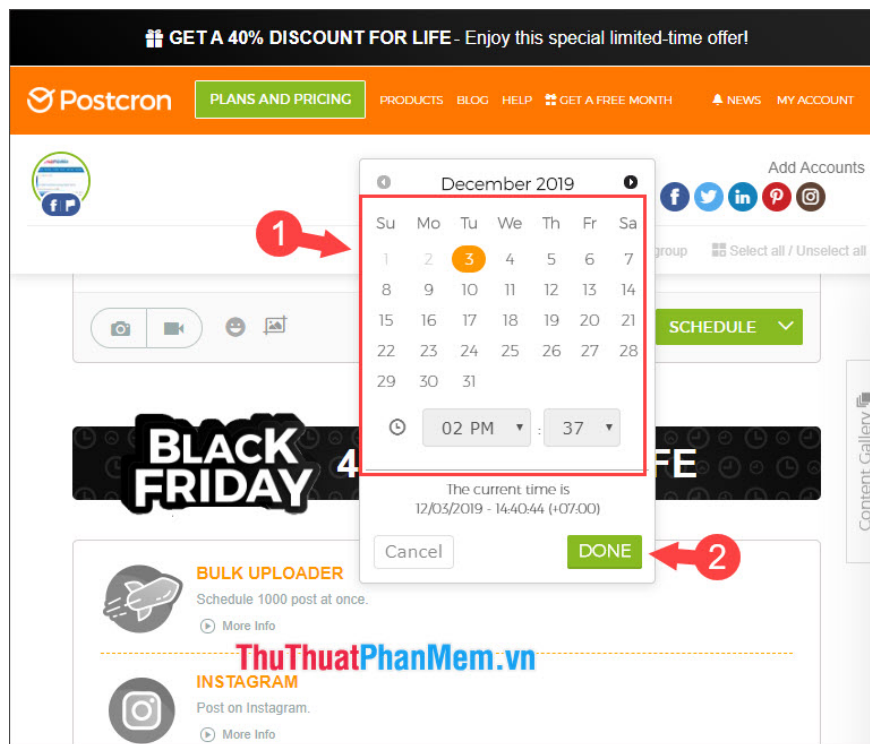 GET A 40% DISCOUNT FOR LIFE - Enjoy this special limited-time offer!
Postcron PLANS AND PRICING PRODUCTS BLOG HELP GET A FREE MONTH NEWS MY ACCOUNT
Add Accounts
group Select all / Unselect all
December 2019
Su Mo Tu We Th Fr Sa
1 2 3 4 5 6 7
8 9 10 11 12 13 14
15 16 17 18 19 20 21
22 23 24 25 26 27 28
29 30 31
02 PM : 37
The current time is
12/03/2019 - 14:40:44 (+07:00)
Cancel DONE
1
2
SCHEDULE
Content Gallery
BLACK
FRIDAY
4
FE
BULK UPLOADER
Schedule 1000 post at once.
More Info
ThuThuatPhanMem.vn
INSTAGRAM
Post on Instagram.
More Info